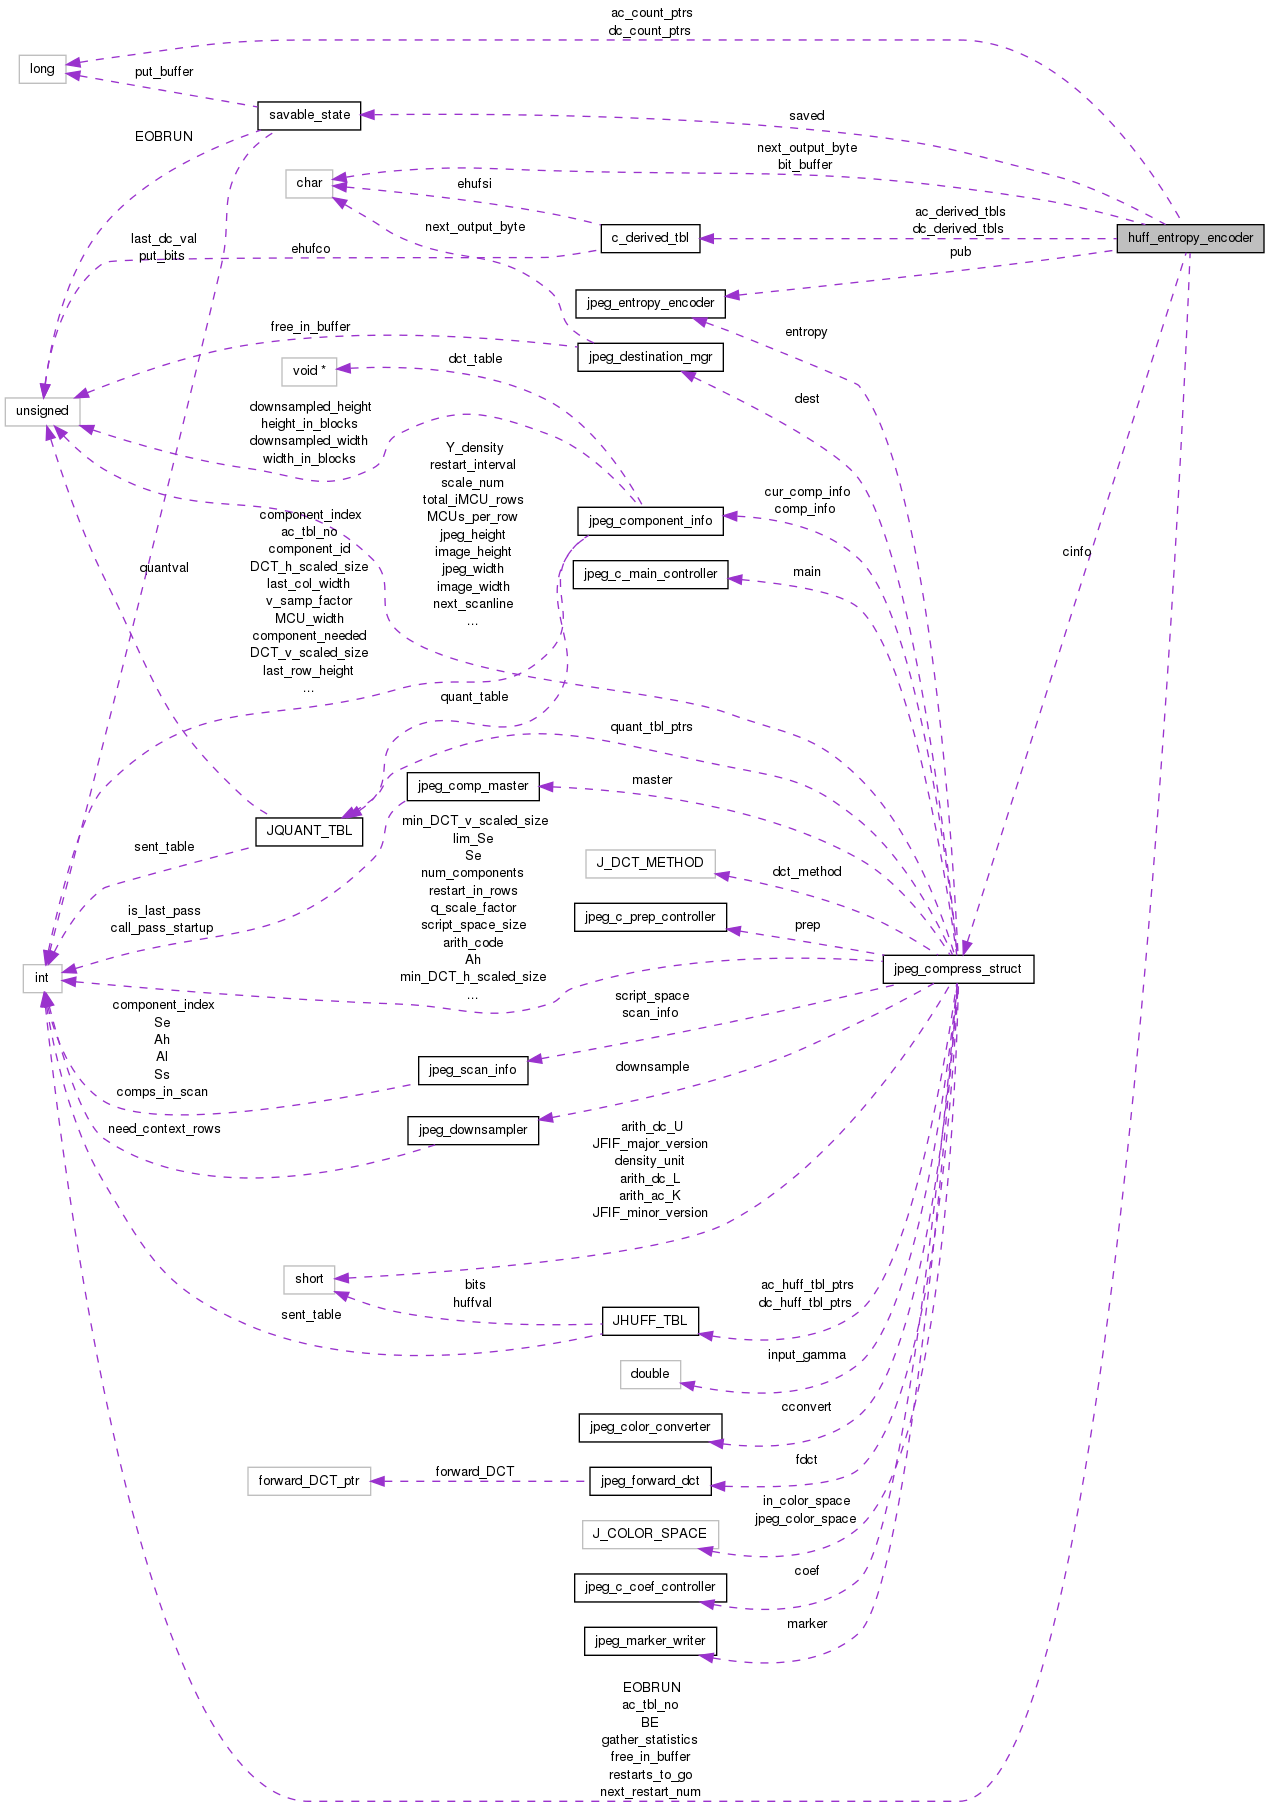 ac_count_ptrs
dc_count_ptrs
long
put_buffer
savable_state
saved
EOBRUN
next_output_byte
bit_buffer
char
ehufsi
ac_derived_tbls
dc_derived_tbls
next_output_byte
c_derived_tbl
huff_entropy_encoder
last_dc_val
put_bits
ehufco
pub
jpeg_entropy_encoder
free_in_buffer
entropy
void *
dct_table
jpeg_destination_mgr
dest
unsigned
downsampled_height
height_in_blocks
downsampled_width
width_in_blocks
Y_density
restart_interval
scale_num
total_iMCU_rows
MCUs_per_row
jpeg_height
image_height
jpeg_width
image_width
next_scanline
...
cur_comp_info
comp_info
jpeg_component_info
cinfo
component_index
ac_tbl_no
component_id
DCT_h_scaled_size
last_col_width
v_samp_factor
MCU_width
component_needed
DCT_v_scaled_size
last_row_height
...
quantval
jpeg_c_main_controller
main
quant_table
quant_tbl_ptrs
jpeg_comp_master
master
JQUANT_TBL
sent_table
min_DCT_v_scaled_size
lim_Se
Se
num_components
restart_in_rows
q_scale_factor
script_space_size
arith_code
Ah
min_DCT_h_scaled_size
...
J_DCT_METHOD
dct_method
is_last_pass
call_pass_startup
jpeg_c_prep_controller
prep
int
jpeg_compress_struct
component_index
Se
Ah
Al
Ss
comps_in_scan
script_space
scan_info
jpeg_scan_info
downsample
need_context_rows
jpeg_downsampler
arith_dc_U
JFIF_major_version
density_unit
arith_dc_L
arith_ac_K
JFIF_minor_version
short
bits
huffval
ac_huff_tbl_ptrs
dc_huff_tbl_ptrs
sent_table
JHUFF_TBL
double
input_gamma
jpeg_color_converter
cconvert
forward_DCT_ptr
forward_DCT
jpeg_forward_dct
fdct
in_color_space
jpeg_color_space
J_COLOR_SPACE
jpeg_c_coef_controller
coef
jpeg_marker_writer
marker
EOBRUN
ac_tbl_no
BE
gather_statistics
free_in_buffer
restarts_to_go
next_restart_num